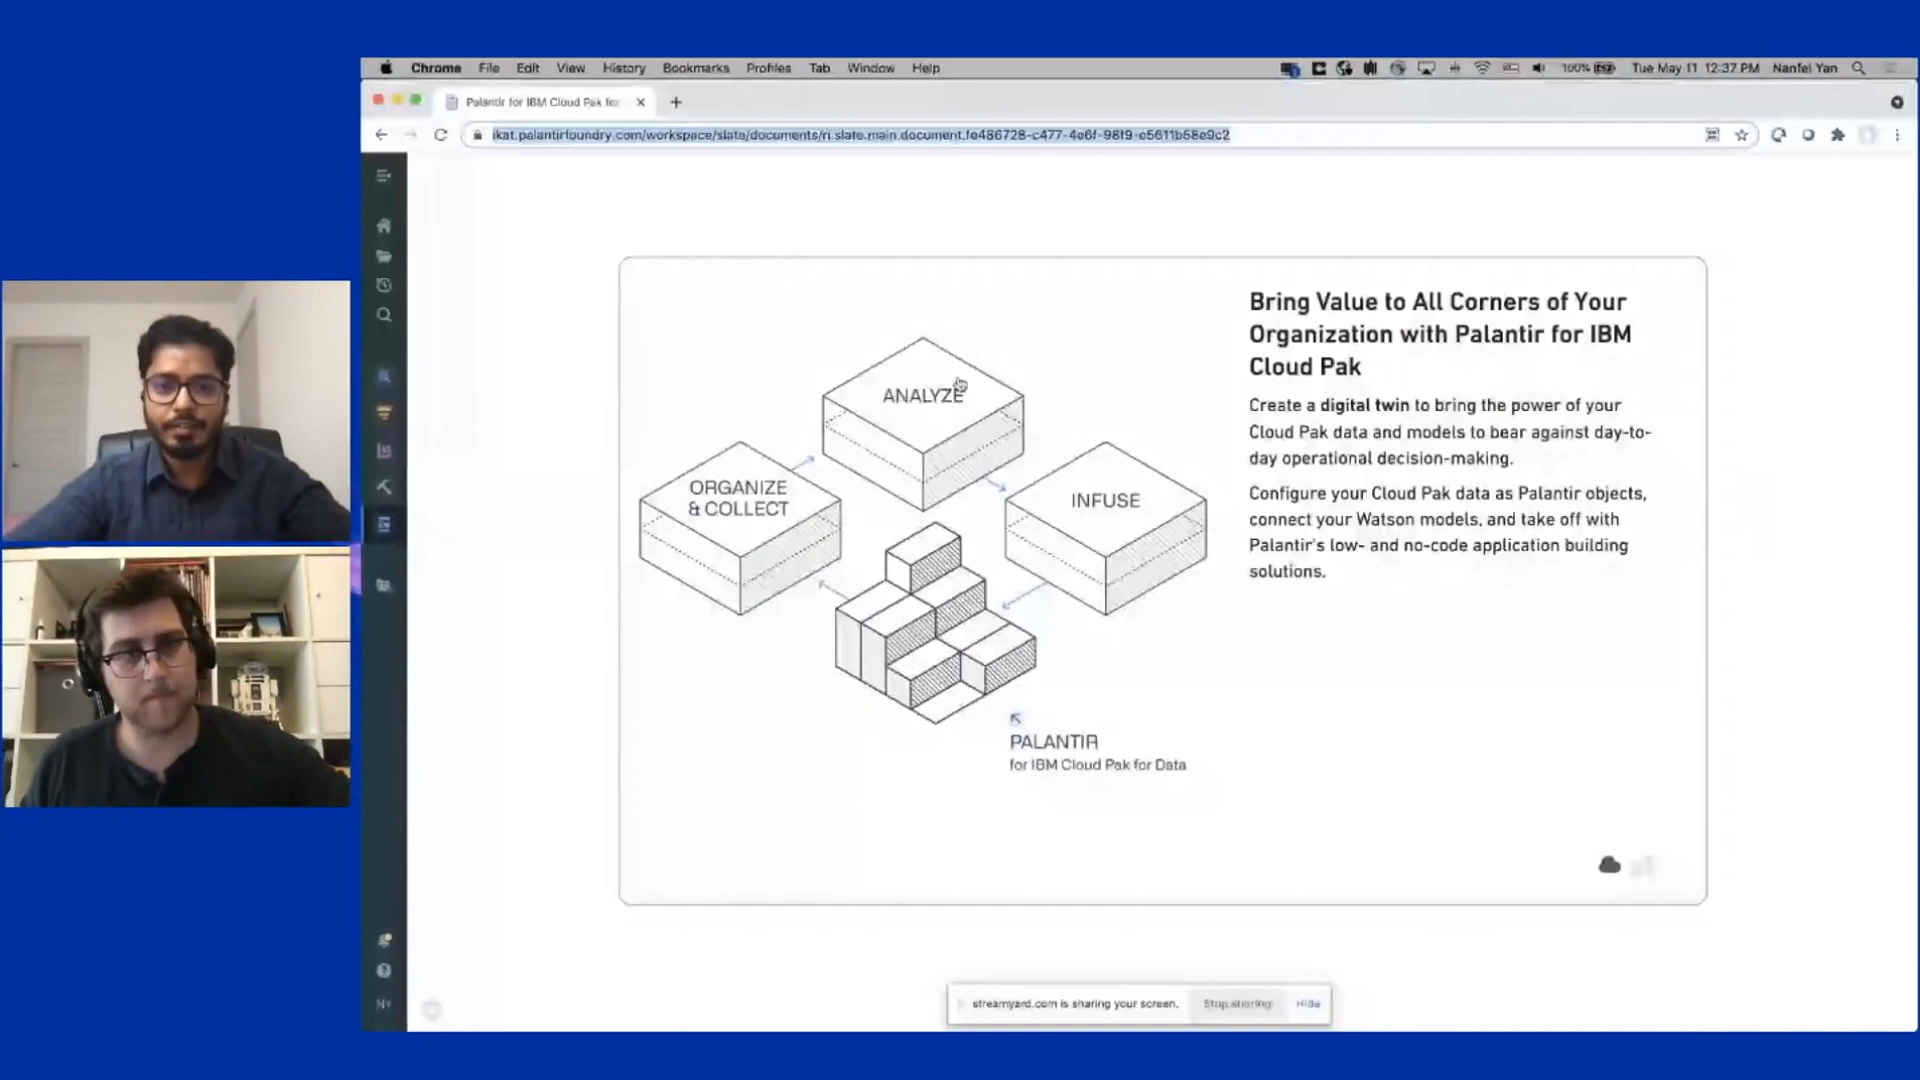 Chrome File Edit View History Bookmarks Profiles Tab Window Help
100% Tue May 11 12:37 PM Nanfei Yan
Palantir for IBM Cloud Pak for
ikat.palantirfoundry.com/workspace/slate/documents/ri.slate.main.document.fe486728-c477-4e6f-98f9-e5611b58e9c2
Bring Value to All Corners of Your
Organization with Palantir for IBM
Cloud Pak
Create a digital twin to bring the power of your
Cloud Pak data and models to bear against day-to-
day operational decision-making.
Configure your Cloud Pak data as Palantir objects,
connect your Watson models, and take off with
Palantir's low- and no-code application building
solutions.
ANALYZE
ORGANIZE
& COLLECT
INFUSE
PALANTIR
for IBM Cloud Pak for Data
NY
streamyard.com is sharing your screen. Stop sharing Hide